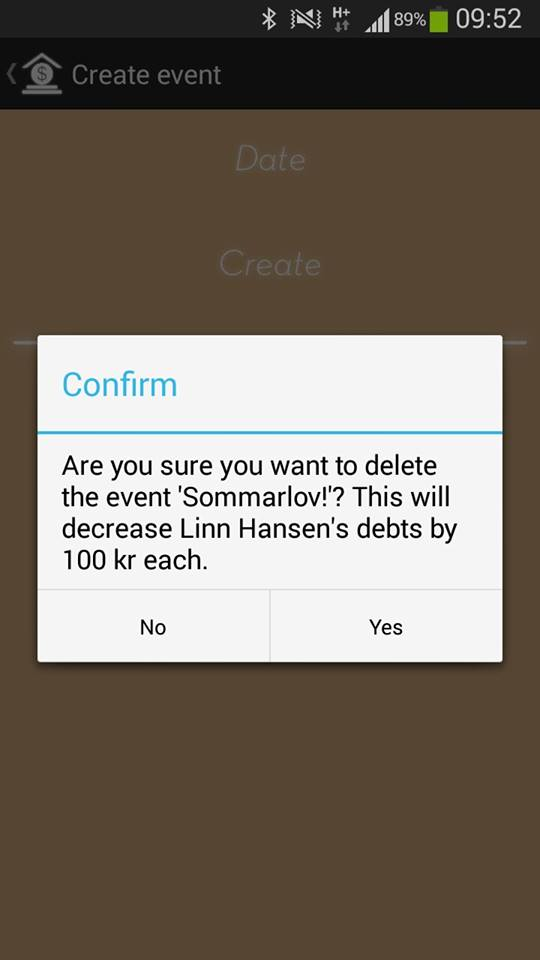 H+
89%
09:52
Create event
Date
Create
Confirm
Are you sure you want to delete
the event 'Sommarlov!'? This will
decrease Linn Hansen's debts by
100 kr each.
No
Yes